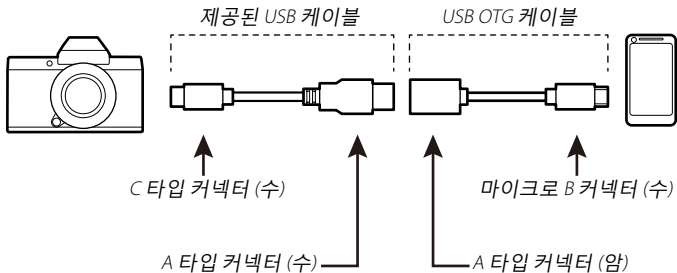 제공된 USB 케이블
USB OTG 케이블
C 타입 커넥터 (수)
마이크로 B 커넥터 (수)
A 타입 커넥터 (수)
A 타입 커넥터 (암)